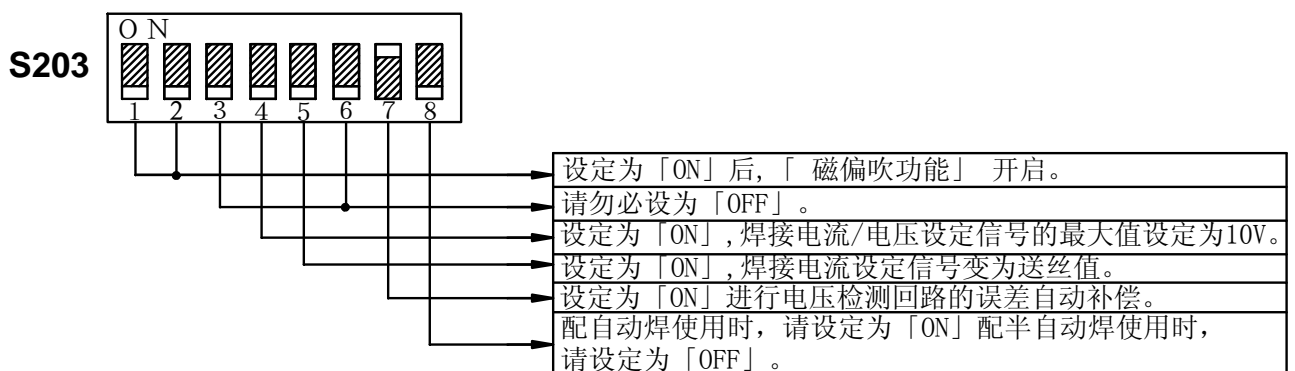 ON
S203
1 2 3 4 5 6 7 8
设定为「ON」后,「 磁偏吹功能」 开启。
请勿必设为「OFF」。
设定为「ON」,焊接电流/电压设定信号的最大值设定为10V。
设定为「ON」,焊接电流设定信号变为送丝值。
设定为「ON」进行电压检测回路的误差自动补偿。
配自动焊使用时，请设定为「ON」配半自动焊使用时，
请设定为「OFF」。